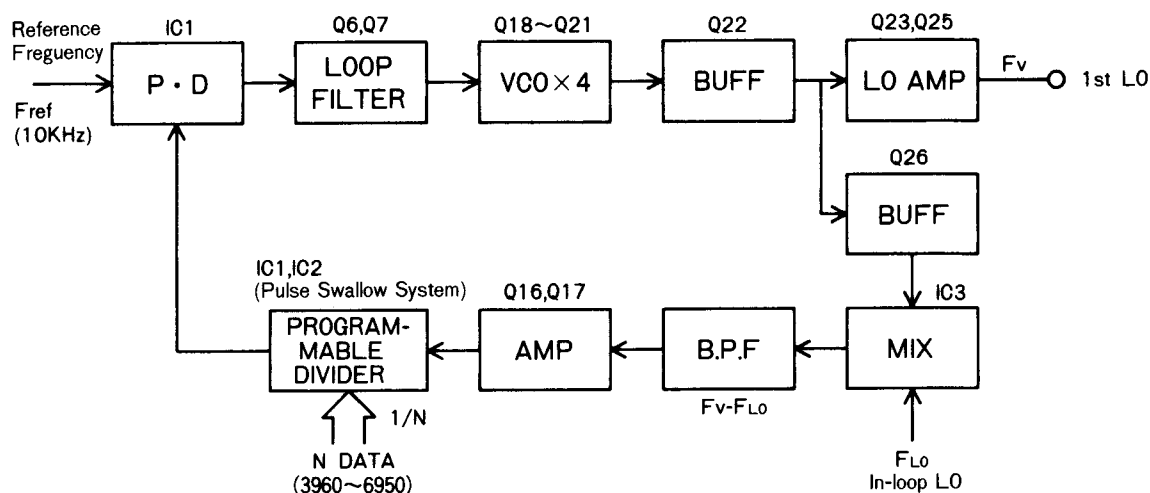 Reference
Freguency
Fref
(10KHz)
IC1
P・D
Q6,Q7
LOOP
FILTER
Q18～Q21
VCO×4
Q22
BUFF
Q23,Q25
LO AMP
Fv
1st LO
Q26
BUFF
IC3
MIX
FLO
In-loop LO
B.P.F
Fv-FLO
Q16,Q17
AMP
IC1,IC2
(Pulse Swallow System)
PROGRAM-
MABLE
DIVIDER
1/N
N DATA
(3960～6950)